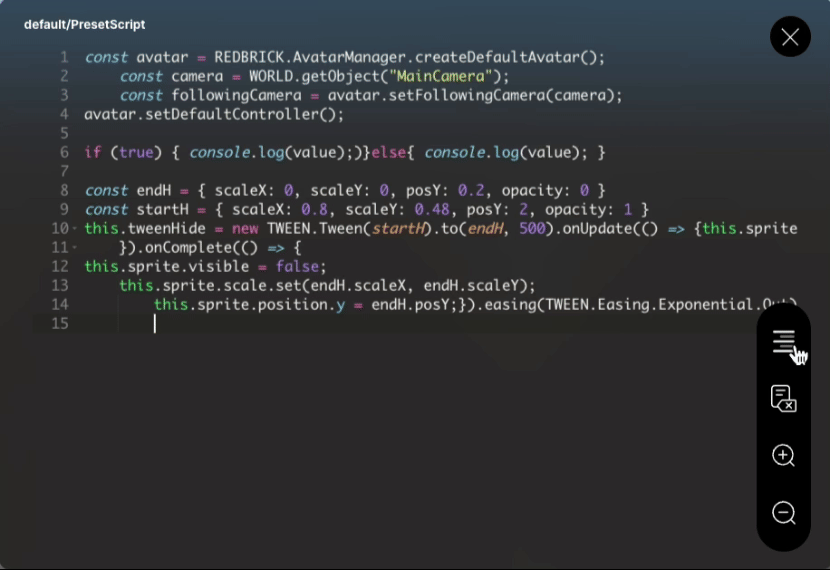 default/PresetScript
1 const avatar = REDBRICK.AvatarManager.createDefaultAvatar();
2 const camera = WORLD.getObject("MainCamera");
3 const followingCamera = avatar.setFollowingCamera(camera);
4 avatar.setDefaultController();
5
6 if (true) { console.log(value);)}else{ console.log(value); }
7
8 const endH = { scaleX: 0, scaleY: 0, posY: 0.2, opacity: 0 }
9 const startH = { scaleX: 0.8, scaleY: 0.48, posY: 2, opacity: 1 }
10 this.tweenHide = new TWEEN.Tween(startH).to(endH, 500).onUpdate(() => {this.sprite
11 }).onComplete(() => {
12 this.sprite.visible = false;
13 this.sprite.scale.set(endH.scaleX, endH.scaleY);
14 this.sprite.position.y = endH.posY;}).easing(TWEEN.Easing.Exponential.Out)
15